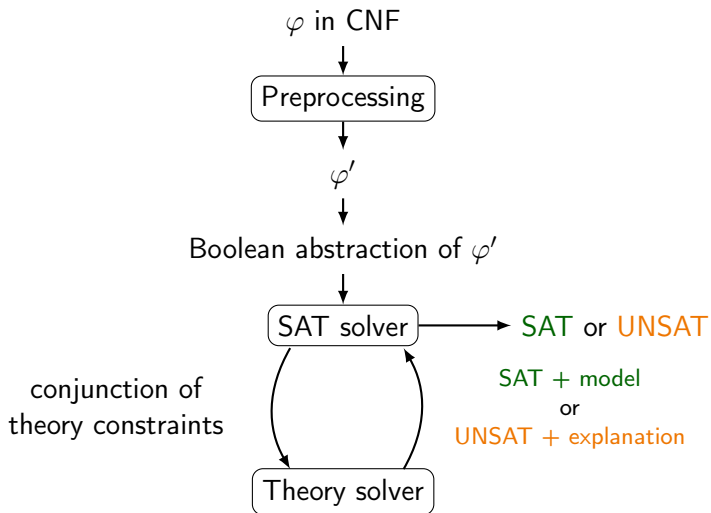 φ in CNF
Preprocessing
φ′
Boolean abstraction of φ′
SAT solver
SAT or UNSAT
conjunction of
theory constraints
SAT + model
or
UNSAT + explanation
Theory solver